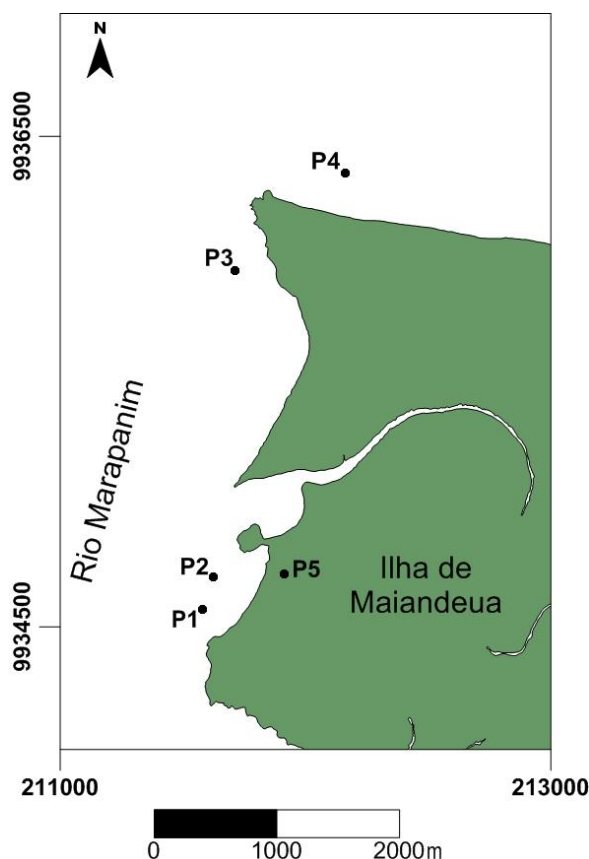 N
9936500
P4
P3
Rio Marapanim
P2
P5
Ilha de
Maiandeua
P1
9934500
211000
213000
0
1000
2000m